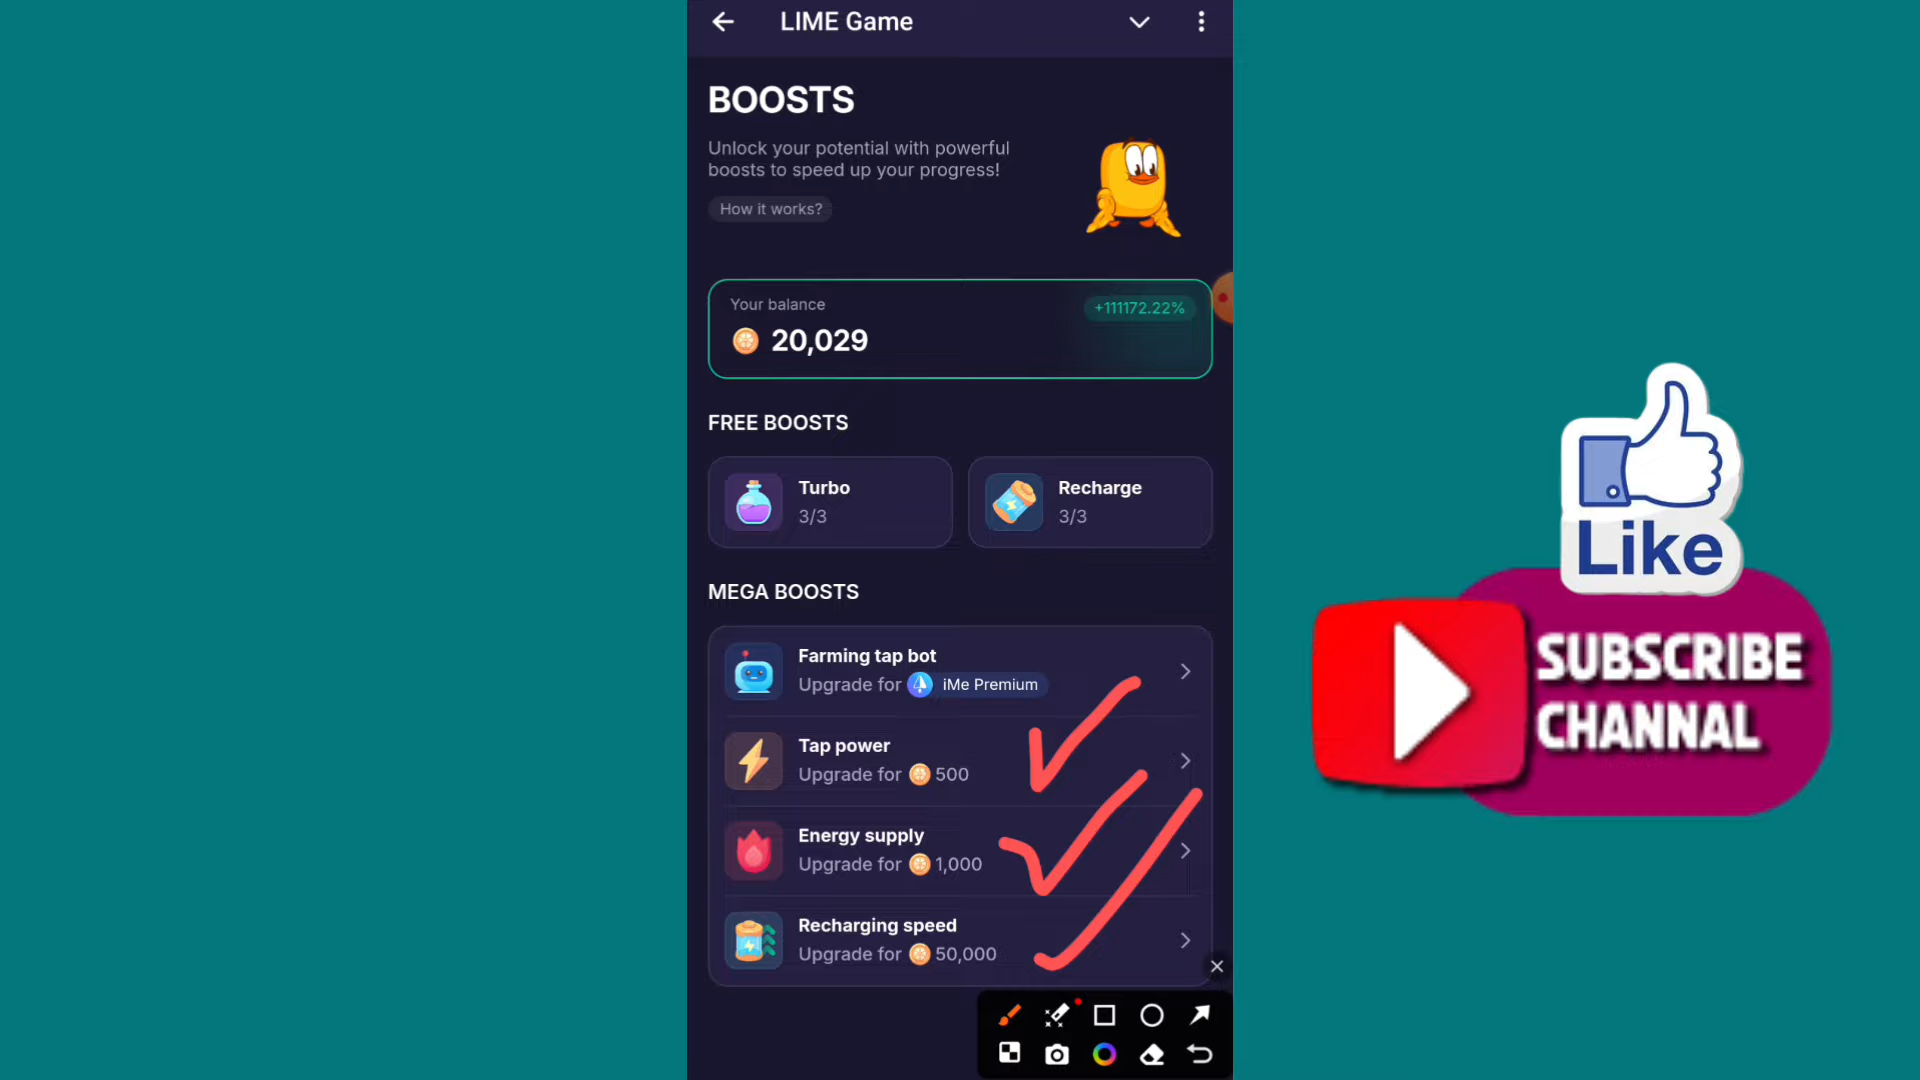 LIME Game
BOOSTS
Unlock your potential with powerful
boosts to speed up your progress!
How it works?
Your balance
+111172.22%
20,029
FREE BOOSTS
Turbo
3/3
Recharge
3/3
MEGA BOOSTS
Farming tap bot
Upgrade for iMe Premium
Tap power
Upgrade for 500
Energy supply
Upgrade for 1,000
Recharging speed
Upgrade for 50,000
Like
SUBSCRIBE
CHANNAL